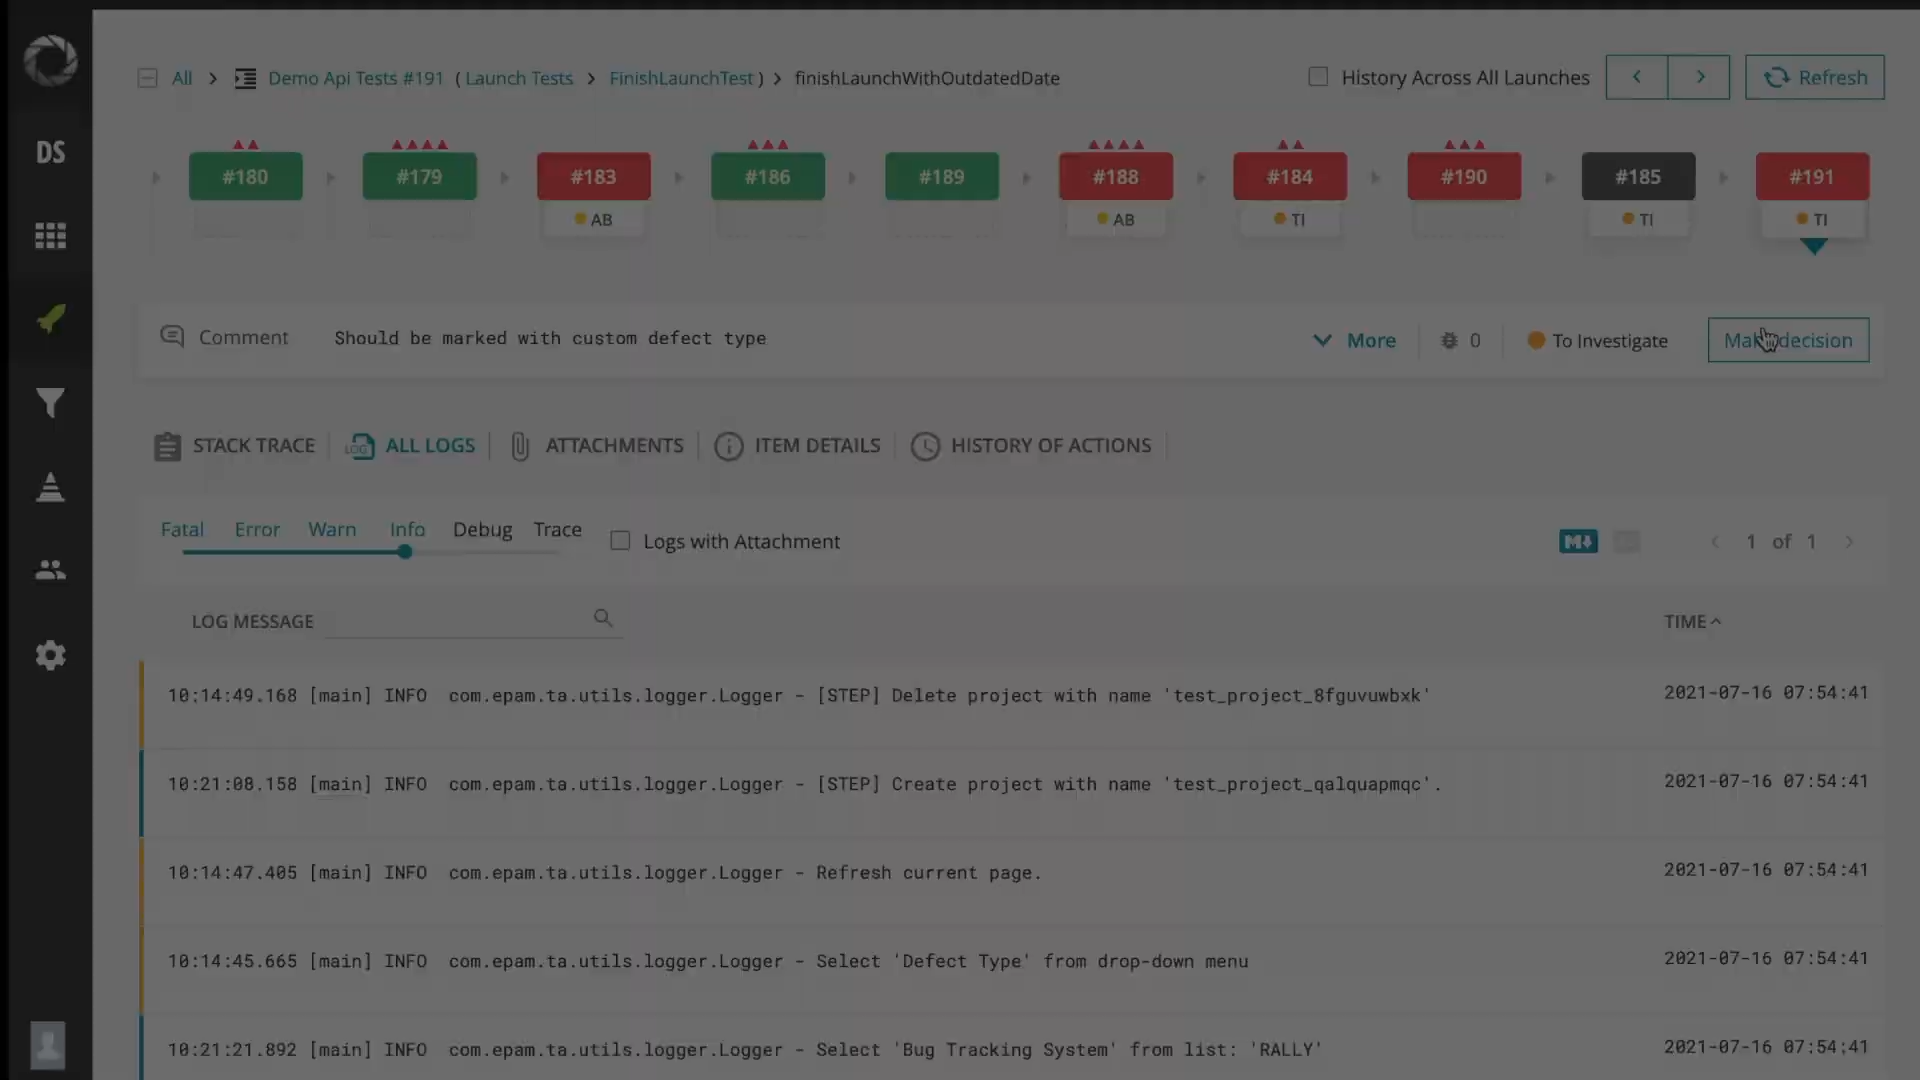 All > Demo Api Tests #191 ( Launch Tests > FinishLaunchTest ) > finishLaunchWithOutdatedDate
History Across All Launches
Refresh
DS
#180 #179 #183 #186 #189 #188 #184 #190 #185 #191
AB AB TI TI TI
Comment Should be marked with custom defect type
More 0 To Investigate decision
STACK TRACE ALL LOGS ATTACHMENTS ITEM DETAILS HISTORY OF ACTIONS
Fatal Error Warn Info Debug Trace Logs with Attachment
1 of 1
LOG MESSAGE TIME
10:14:49.168 [main] INFO com.epam.ta.utils.logger.Logger - [STEP] Delete project with name 'test_project_8fguvuwbxk' 2021-07-16 07:54:41
10:21:08.158 [main] INFO com.epam.ta.utils.logger.Logger - [STEP] Create project with name 'test_project_qalquapmqc'. 2021-07-16 07:54:41
10:14:47.405 [main] INFO com.epam.ta.utils.logger.Logger - Refresh current page. 2021-07-16 07:54:41
10:14:45.665 [main] INFO com.epam.ta.utils.logger.Logger - Select 'Defect Type' from drop-down menu 2021-07-16 07:54:41
10:21:21.892 [main] INFO com.epam.ta.utils.logger.Logger - Select 'Bug Tracking System' from list: 'RALLY' 2021-07-16 07:54:41